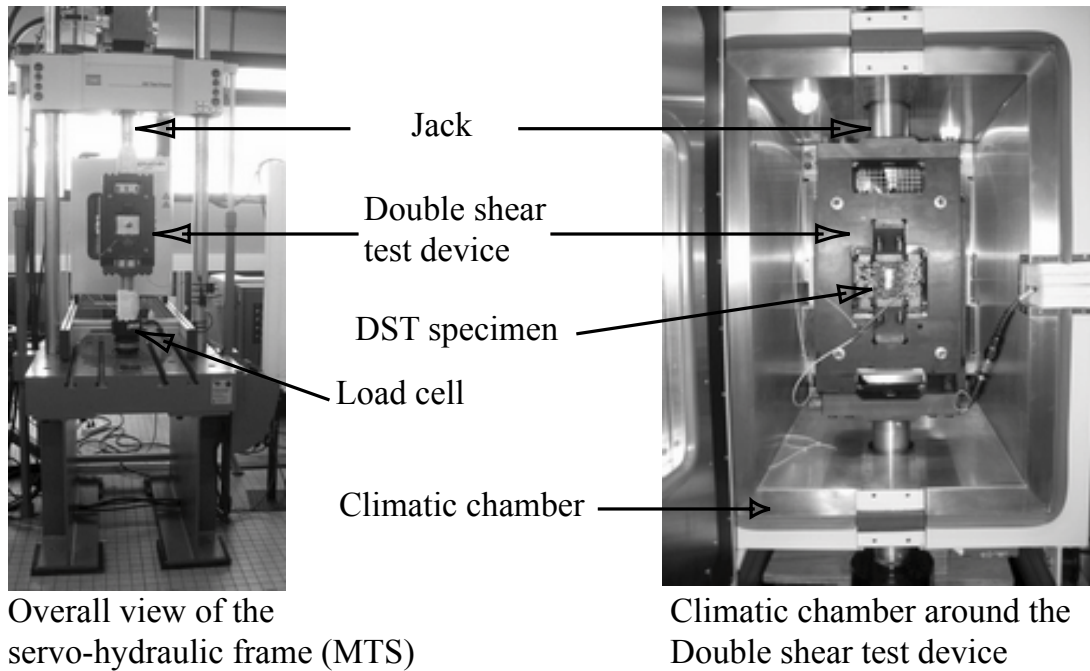 Jack
Double shear
test device
DST specimen
Load cell
Climatic chamber
Overall view of the
servo-hydraulic frame (MTS)
Climatic chamber around the
Double shear test device